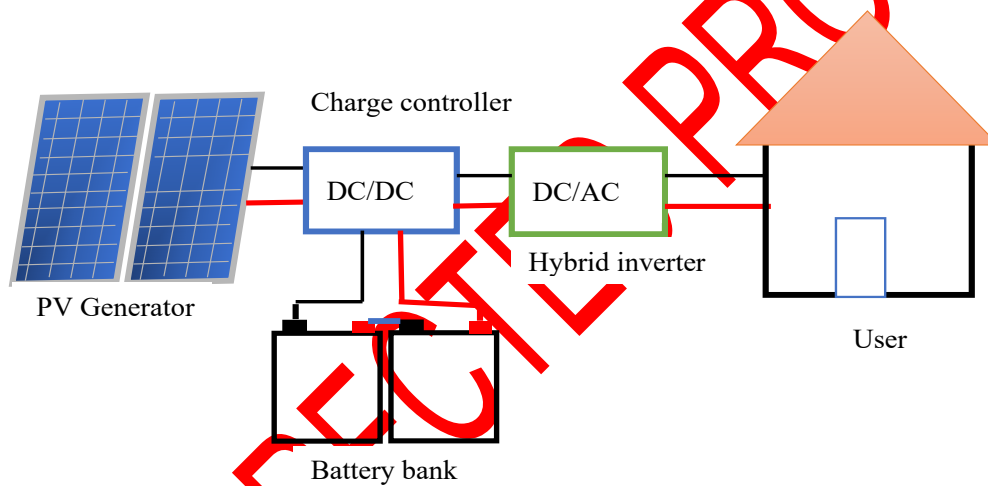 Charge controller
DC/DC
DC/AC
Hybrid inverter
PV Generator
User
Battery bank